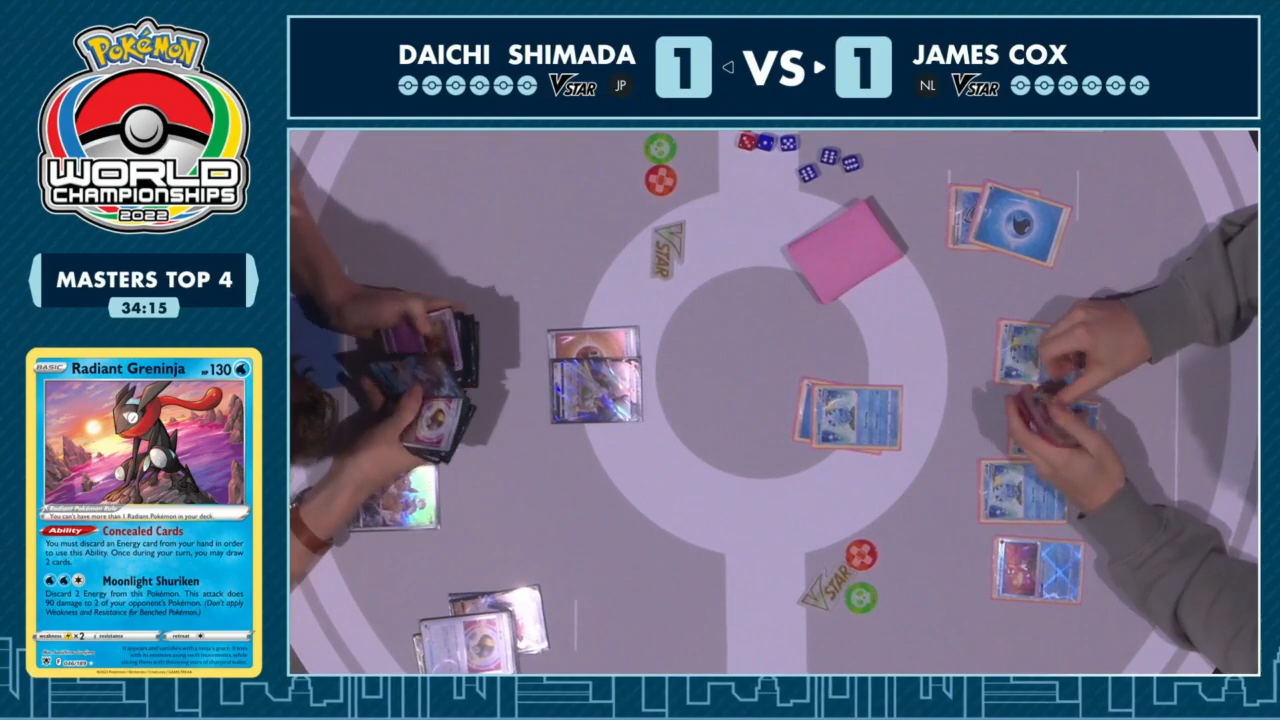 Pokémon
WORLD
CHAMPIONSHIPS
2022
DAICHI SHIMADA
1
VS
1
JAMES COX
VSTAR
JP
NL
VSTAR
MASTERS TOP 4
34:15
BASIC
Radiant Greninja
HP 130
Radiant Pokémon Rule
You can't have more than 1 Radiant Pokémon in your deck.
Ability
Concealed Cards
You must discard an Energy card from your hand in order
to use this Ability. Once during your turn, you may draw
2 cards.
Moonlight Shuriken
Discard 2 Energy from this Pokémon. This attack does
90 damage to 2 of your opponent's Pokémon. (Don't apply
Weakness and Resistance for Benched Pokémon.)
weakness
×2
resistance
retreat
046/189
VSTAR
VSTAR